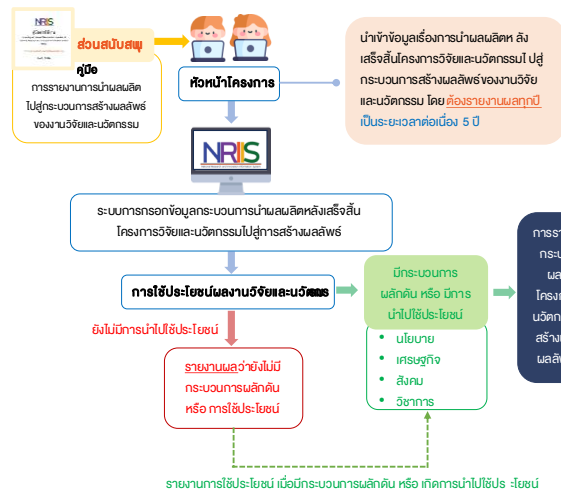 NRIIS
ส่วนสนับสนุ
คู่มือ
การรายงานการนำผลผลิต
ไปสู่กระบวนการสร้างผลลัพธ์
ของงานวิจัยและนวัตกรรม
หัวหน้าโครงการ
นำเข้าข้อมูลเรื่องการนำผลผลิตห ลัง
เสร็จสิ้นโครงการวิจัยและนวัตกรรมไ ปสู่
กระบวนการสร้างผลลัพธ์ของงานวิจัย
และนวัตกรรม โดย ต้องรายงานผลทุกปี
เป็นระยะเวลาต่อเนื่อง 5 ปี
NRIIS
ระบบการกรอกข้อมูลกระบวนการนำผลผลิตหลังเสร็จสิ้น
โครงการวิจัยและนวัตกรรมไปสู่การสร้างผลลัพธ์
การใช้ประโยชน์ผลงานวิจัยและนวัตกรรม
ยังไม่มีการนำไปใช้ประโยชน์
รายงานผลว่ายังไม่มี
กระบวนการผลักดัน
หรือ การใช้ประโยชน์
มีกระบวนการ
ผลักดัน หรือ มีการ
นำไปใช้ประโยชน์
• นโยบาย
• เศรษฐกิจ
• สังคม
• วิชาการ
การรา
กระบ
ผล
โครงก
นวัตก
สร้าง
ผลลั
รายงานการใช้ประโยชน์ เมื่อมีกระบวนการผลักดัน หรือ เกิดการนำไปใช้ปร ะโยชน์